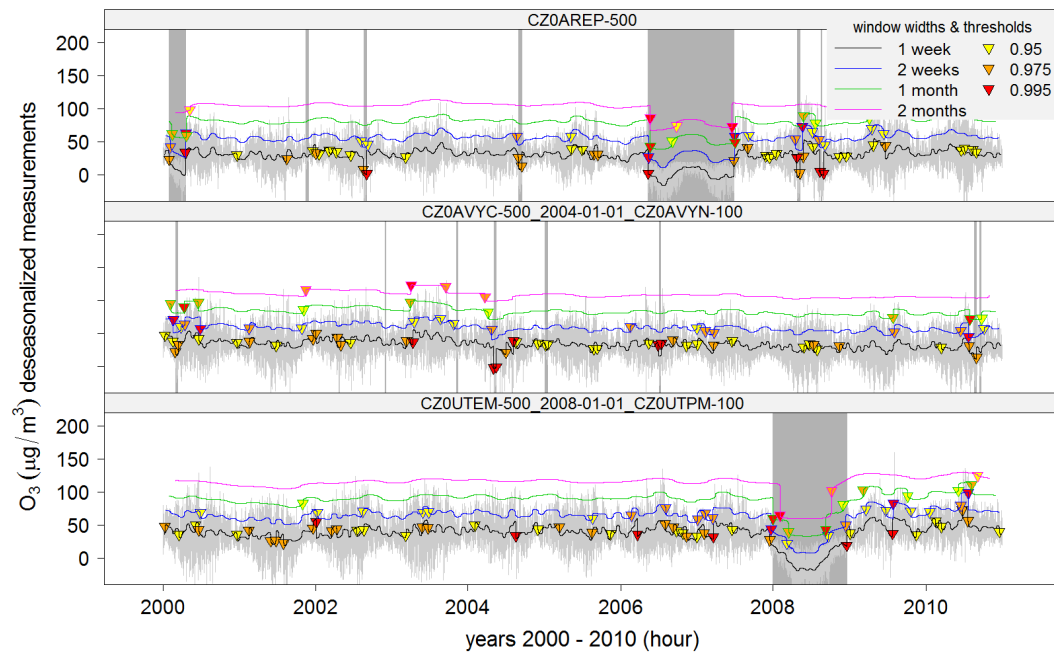 CZ0AREP-500
window widths & thresholds
1 week 0.95
2 weeks 0.975
1 month 0.995
2 months
200
150
100
50
0
CZ0AVYC-500_2004-01-01_CZ0AVYN-100
CZ0UTEM-500_2008-01-01_CZ0UTPM-100
200
150
100
50
0
O₃ (μg/m³) deseasonalized measurements
2000 2002 2004 2006 2008 2010
years 2000 - 2010 (hour)